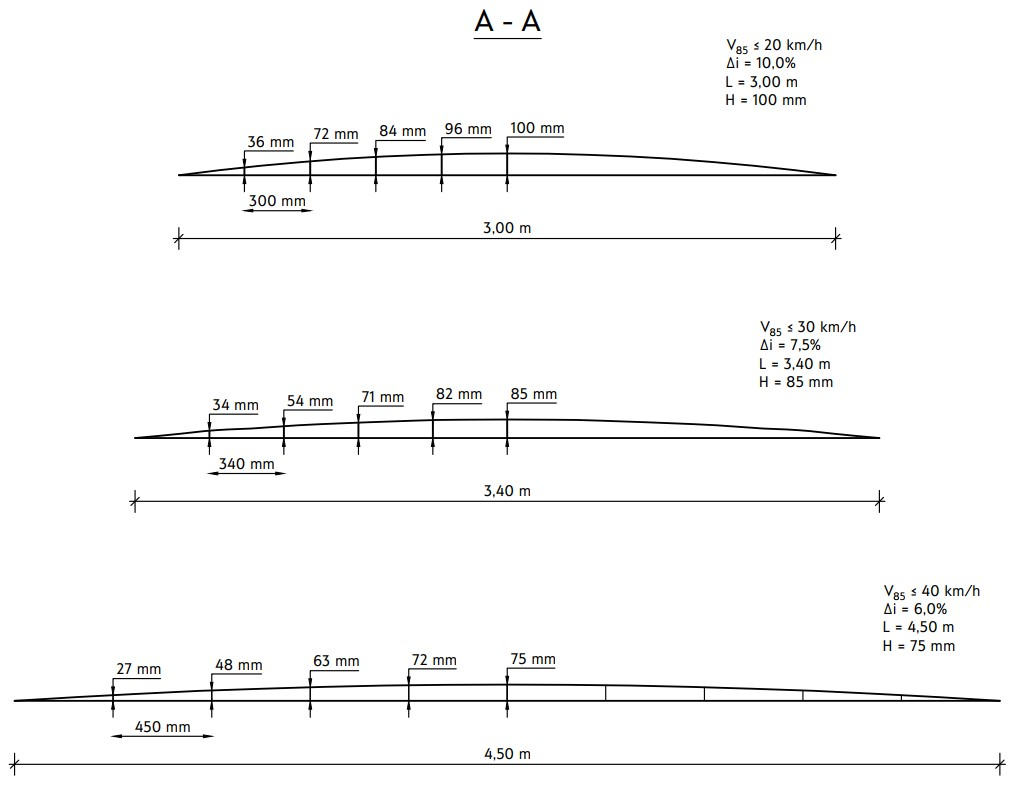 A - A
V85 ≤ 20 km/h
Δi = 10,0%
L = 3,00 m
H = 100 mm
36 mm
72 mm
84 mm
96 mm
100 mm
300 mm
3,00 m
V85 ≤ 30 km/h
Δi = 7,5%
L = 3,40 m
H = 85 mm
34 mm
54 mm
71 mm
82 mm
85 mm
340 mm
3,40 m
V85 ≤ 40 km/h
Δi = 6,0%
L = 4,50 m
H = 75 mm
27 mm
48 mm
63 mm
72 mm
75 mm
450 mm
4,50 m